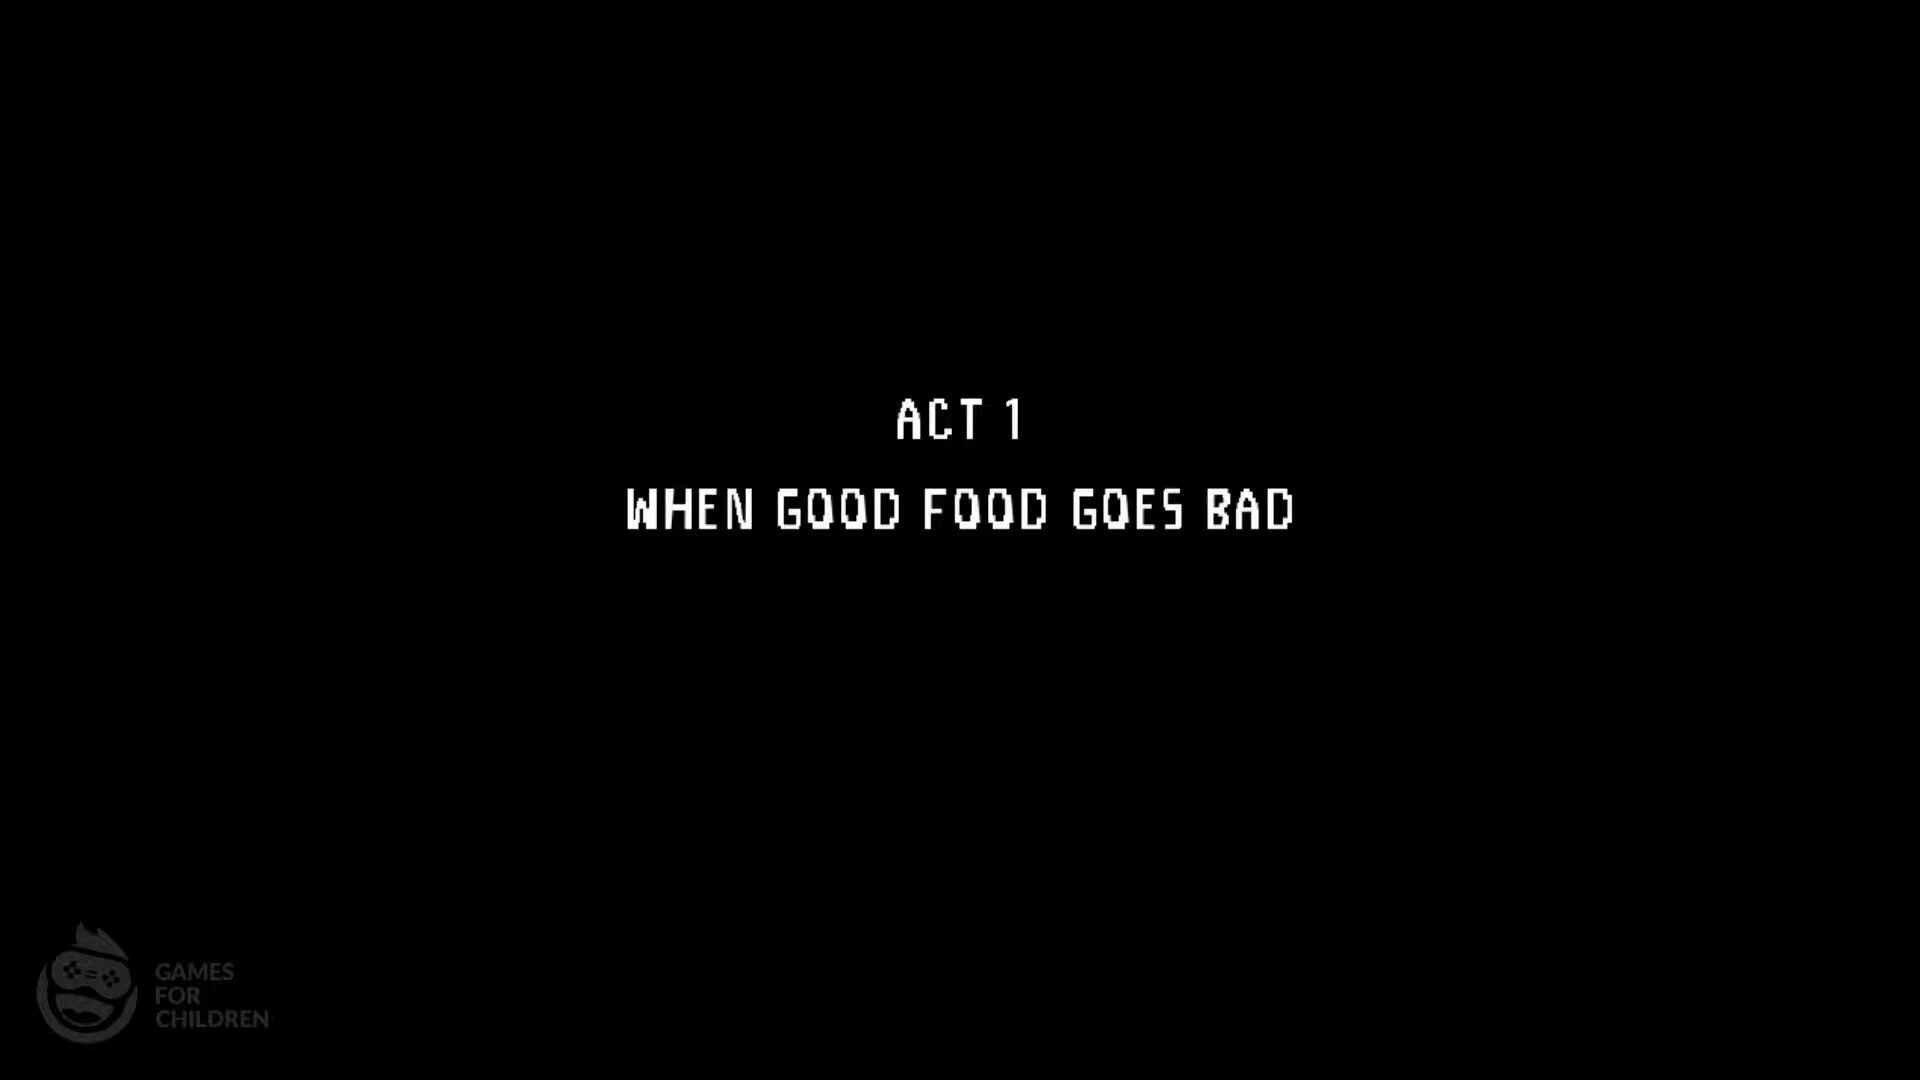 ACT 1
WHEN GOOD FOOD GOES BAD
GAMES
FOR
CHILDREN